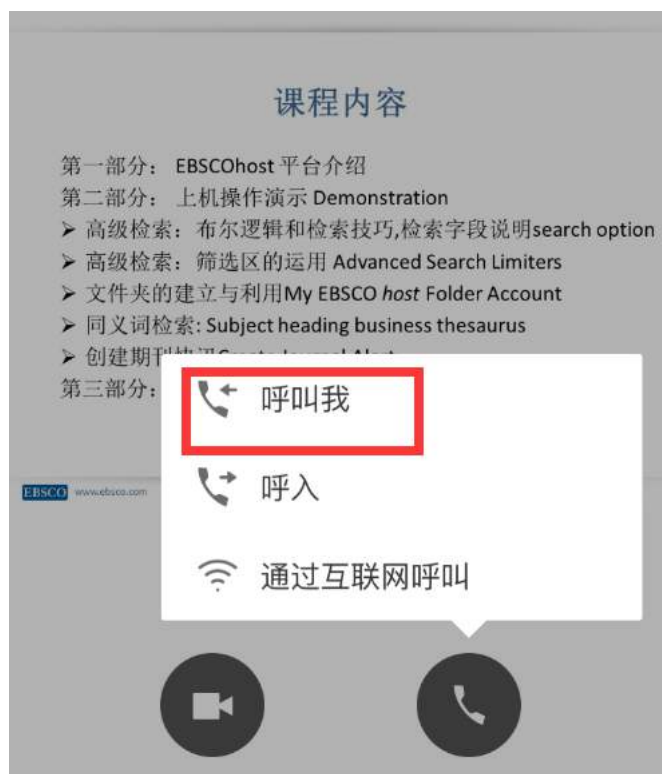 课程内容
第一部分： EBSCOhost 平台介绍
第二部分： 上机操作演示 Demonstration
➤ 高级检索：布尔逻辑和检索技巧,检索字段说明search option
➤ 高级检索：筛选区的运用 Advanced Search Limiters
➤ 文件夹的建立与利用My EBSCO host Folder Account
➤ 同义词检索: Subject heading business thesaurus
➤ 创建期刊
第三部分：
呼叫我
EBSCO www.ebsco.com
呼入
通过互联网呼叫